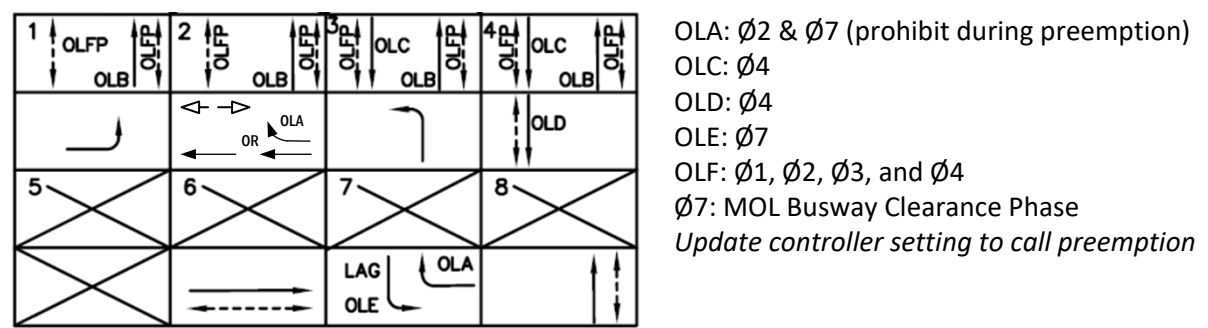 1 OLFP OLB OLFP
2 OLFP OLB OLFP
3 OLFP OLC OLB OLFP
4 OLFP OLC OLB OLFP
OR OLA
OLD
5 6 7 8
LAG OLA
OLE
OLA: Ø2 & Ø7 (prohibit during preemption)
OLC: Ø4
OLD: Ø4
OLE: Ø7
OLF: Ø1, Ø2, Ø3, and Ø4
Ø7: MOL Busway Clearance Phase
Update controller setting to call preemption